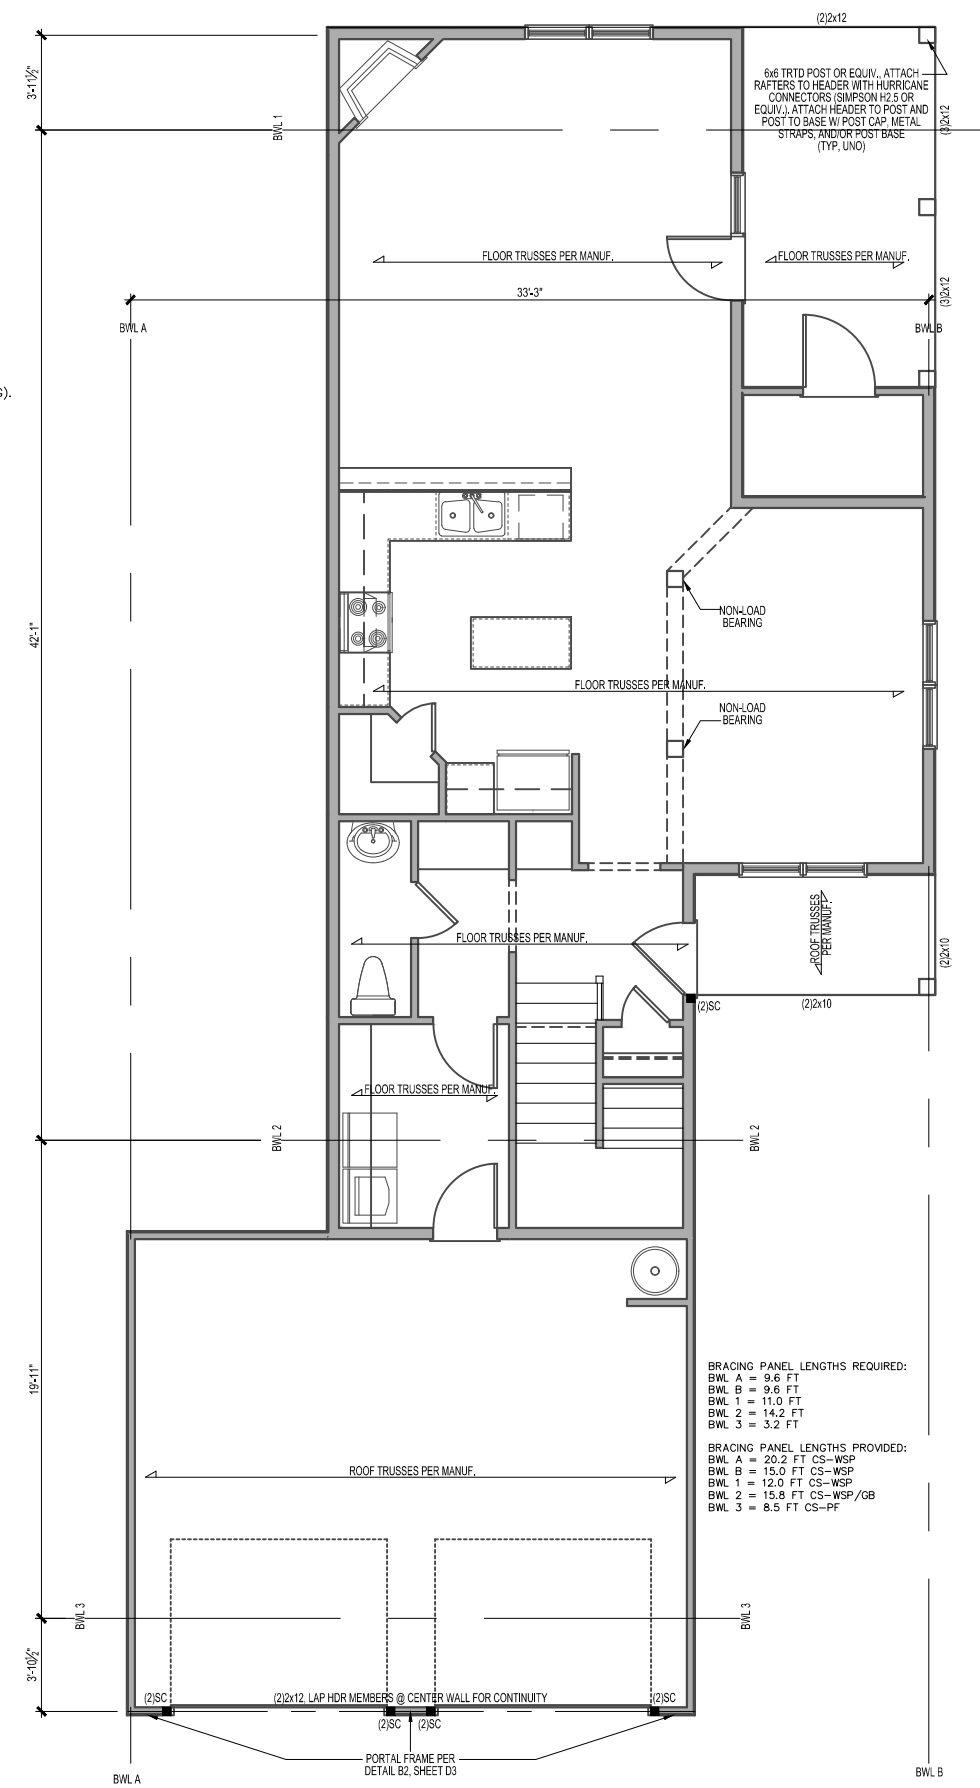 (2)2x12
3'-11½"
6x6 TRTD POST OR EQUIV., ATTACH
RAFTERS TO HEADER WITH HURRICANE
CONNECTORS (SIMPSON H2.5 OR
EQUIV.). ATTACH HEADER TO POST AND
POST TO BASE W/ POST CAP, METAL
STRAPS, AND/OR POST BASE
(TYP, UNO)
(3)2x12
BWL 1
FLOOR TRUSSES PER MANUF.
FLOOR TRUSSES PER MANUF.
33'-3"
(3)2x12
BWL A
BWL B
).
42'-1"
NON-LOAD
BEARING
FLOOR TRUSSES PER MANUF.
NON-LOAD
BEARING
ROOF TRUSSES
PER MANUF.
FLOOR TRUSSES PER MANUF.
(2)2x10
(2)SC
(2)2x10
FLOOR TRUSSES PER MANUF.
BWL 2
BWL 2
19'-11"
BRACING PANEL LENGTHS REQUIRED:
BWL A = 9.6 FT
BWL B = 9.6 FT
BWL 1 = 11.0 FT
BWL 2 = 14.2 FT
BWL 3 = 3.2 FT
BRACING PANEL LENGTHS PROVIDED:
BWL A = 20.2 FT CS-WSP
BWL B = 15.0 FT CS-WSP
BWL 1 = 12.0 FT CS-WSP
BWL 2 = 15.8 FT CS-WSP/GB
BWL 3 = 8.5 FT CS-PF
ROOF TRUSSES PER MANUF.
BWL 3
BWL 3
3'-10½"
(2)SC
(2)2x12, LAP HDR MEMBERS @ CENTER WALL FOR CONTINUITY
(2)SC
(2)SC
(2)SC
PORTAL FRAME PER
DETAIL B2, SHEET D3
BWL A
BWL B